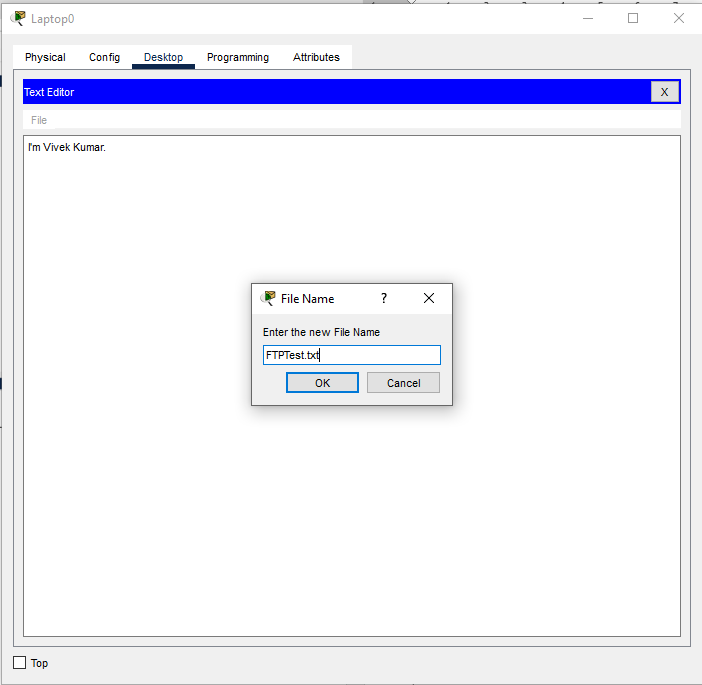 Laptop0
Physical Config Desktop Programming Attributes
Text Editor X
File
I'm Vivek Kumar.
File Name ?
Enter the new File Name
FTPTest.txt
OK Cancel
Top